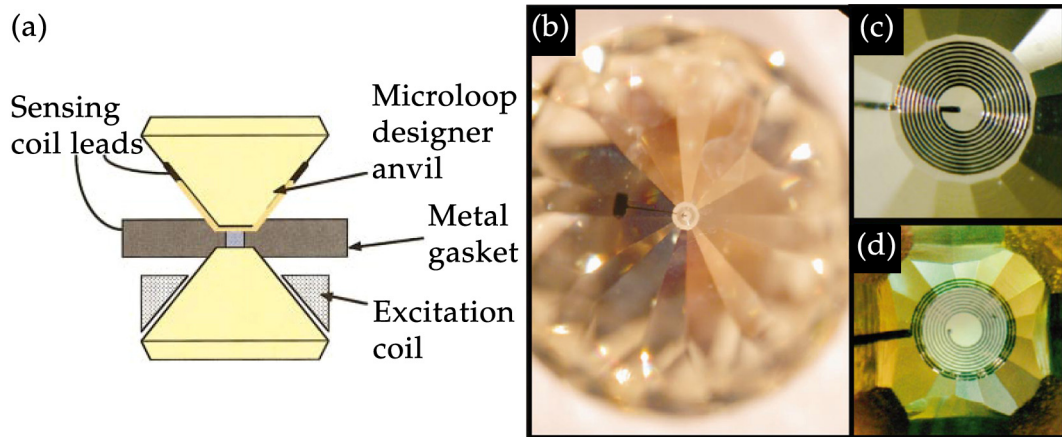 (a)
Sensing
coil leads
Microloop
designer
anvil
Metal
gasket
Excitation
coil
(b)
(c)
(d)